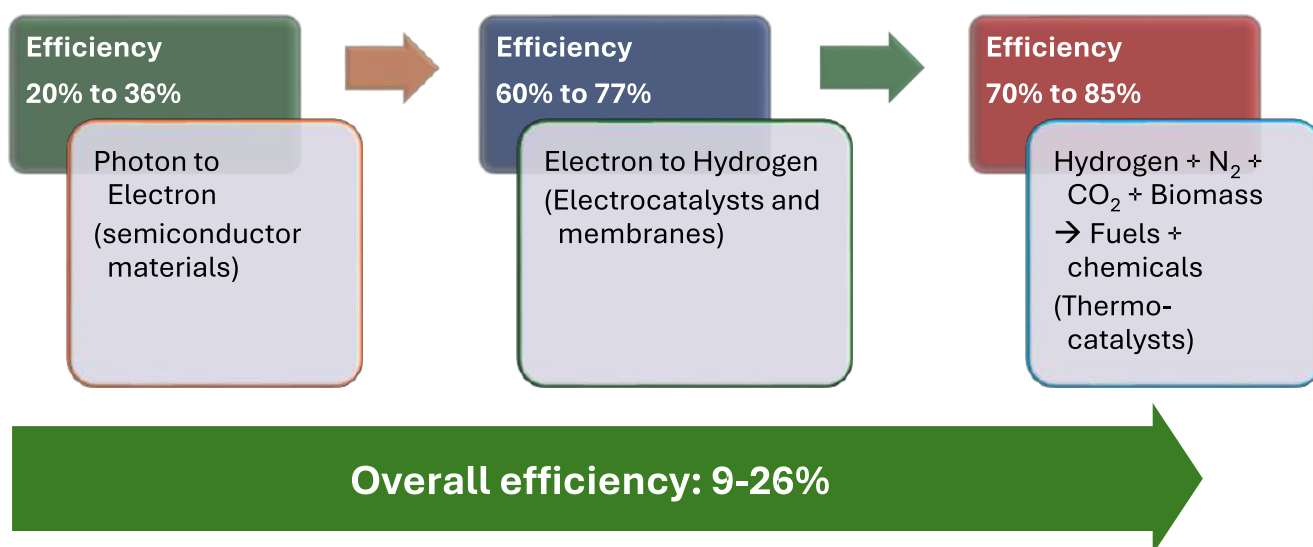 Efficiency
20% to 36%
Photon to
Electron
(semiconductor
materials)
Efficiency
60% to 77%
Electron to Hydrogen
(Electrocatalysts and
membranes)
Efficiency
70% to 85%
Hydrogen + N₂ +
CO₂ + Biomass
→ Fuels +
chemicals
(Thermo-
catalysts)
Overall efficiency: 9-26%